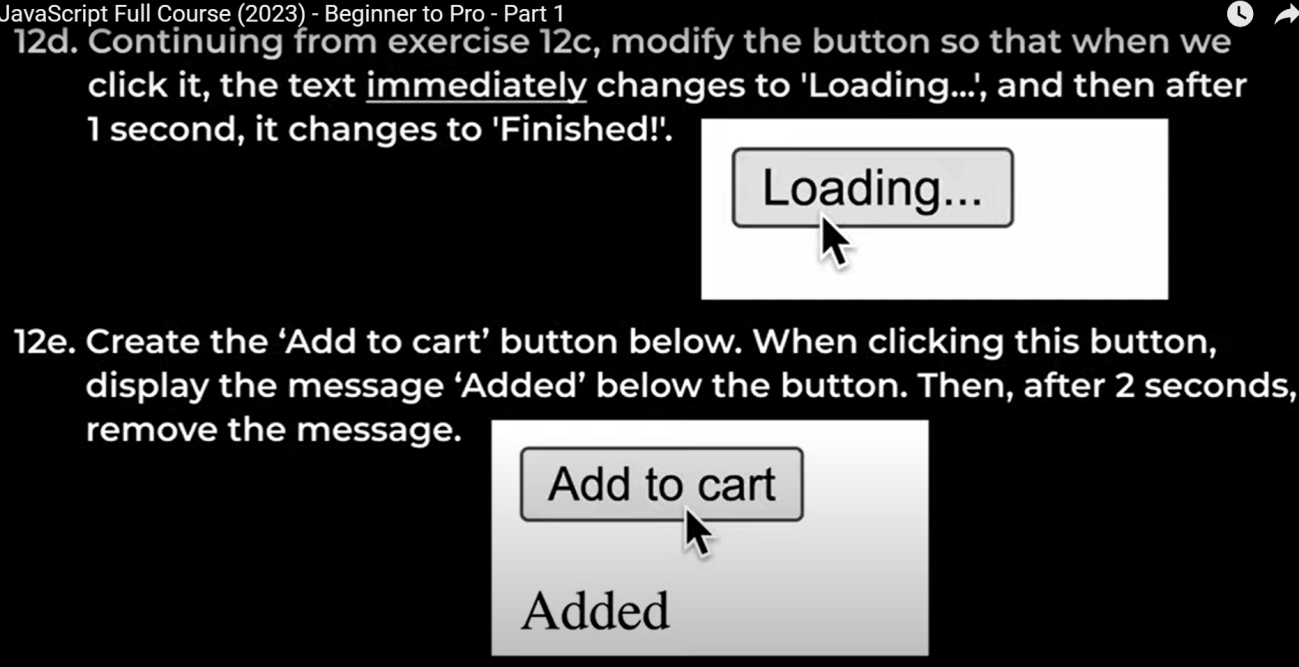 JavaScript Full Course (2023) - Beginner to Pro - Part 1
12d. Continuing from exercise 12c, modify the button so that when we
click it, the text immediately changes to 'Loading...', and then after
1 second, it changes to 'Finished!'.
Loading...
12e. Create the ‘Add to cart’ button below. When clicking this button,
display the message ‘Added’ below the button. Then, after 2 seconds,
remove the message.
Add to cart
Added